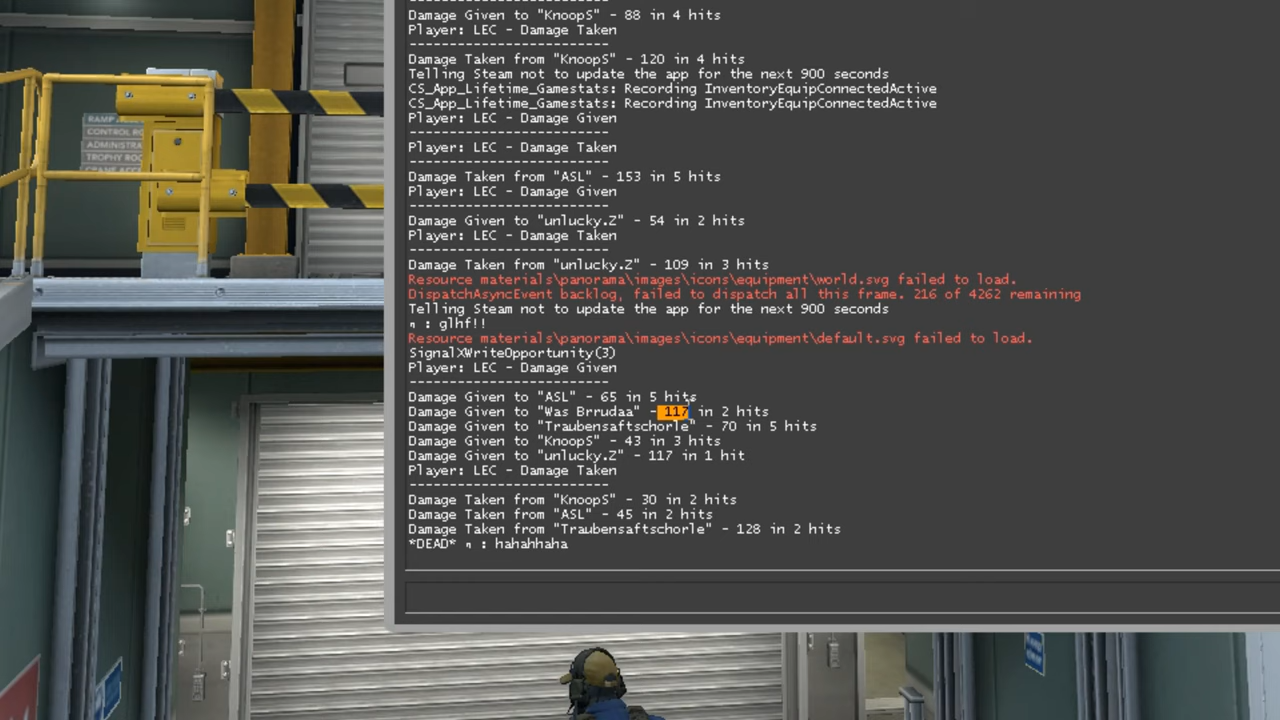 Damage Given to "KnoopS" - 88 in 4 hits
Player: LEC - Damage Taken
-------------------------
Damage Taken from "KnoopS" - 120 in 4 hits
Telling Steam not to update the app for the next 900 seconds
CS_App_Lifetime_Gamestats: Recording InventoryEquipConnectedActive
CS_App_Lifetime_Gamestats: Recording InventoryEquipConnectedActive
Player: LEC - Damage Given
-------------------------
Player: LEC - Damage Taken
-------------------------
Damage Taken from "ASL" - 153 in 5 hits
Player: LEC - Damage Given
-------------------------
Damage Given to "unlucky.Z" - 54 in 2 hits
Player: LEC - Damage Taken
-------------------------
Damage Taken from "unlucky.Z" - 109 in 3 hits
Resource materials\panorama\images\icons\equipment\world.svg failed to load.
DispatchAsyncEvent backlog, failed to dispatch all this frame. 216 of 4262 remaining
Telling Steam not to update the app for the next 900 seconds
: glhf!!
Resource materials\panorama\images\icons\equipment\default.svg failed to load.
SignalXWriteOpportunity(3)
Player: LEC - Damage Given
-------------------------
Damage Given to "ASL" - 65 in 5 hits
Damage Given to "Was Brrudaa" - 117 in 2 hits
Damage Given to "Traubensaftschorle" - 70 in 5 hits
Damage Given to "KnoopS" - 43 in 3 hits
Damage Given to "unlucky.Z" - 117 in 1 hit
Player: LEC - Damage Taken
-------------------------
Damage Taken from "KnoopS" - 30 in 2 hits
Damage Taken from "ASL" - 45 in 2 hits
Damage Taken from "Traubensaftschorle" - 128 in 2 hits
*DEAD* : hahahhaha
RAMP
CONTROL RO
ADMINISTRA
TROPHY ROO